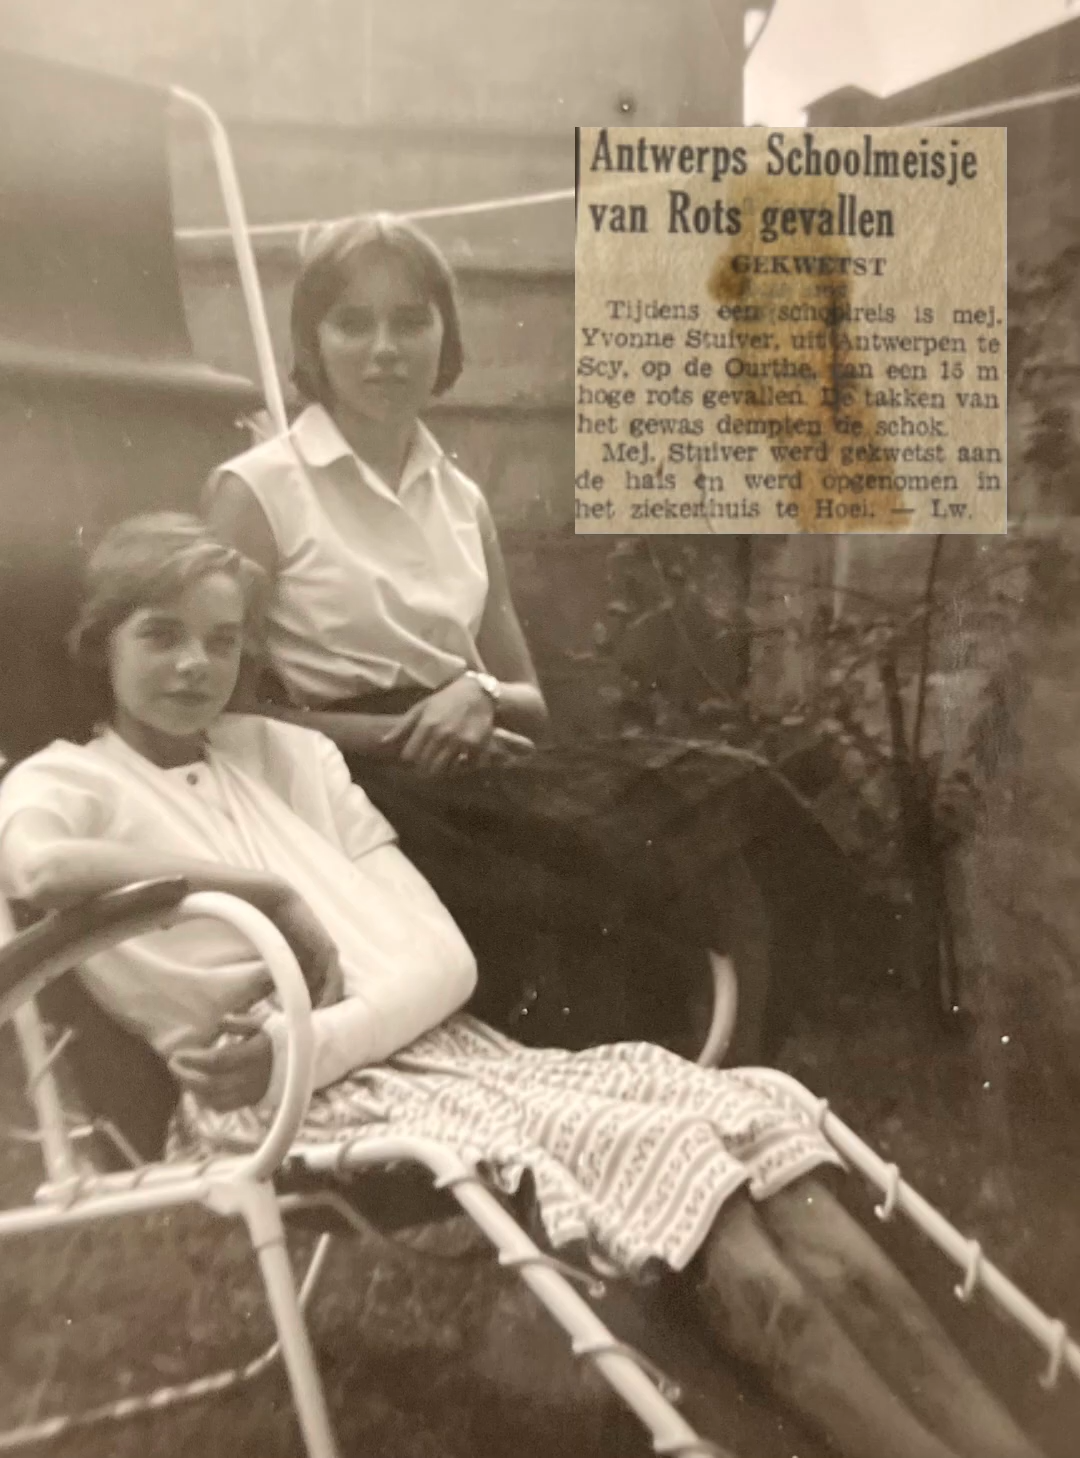 Antwerps Schoolmeisje
van Rots gevallen
GEKWETST
Tijdens een schoolreis is mej.
Yvonne Stuiver, uit Antwerpen te
Scy, op de Ourthe, van een 15 m
hoge rots gevallen. De takken van
het gewas dempten de schok.
Mej. Stuiver werd gekwetst aan
de hals en werd opgenomen in
het ziekenhuis te Hoei. — Lw.